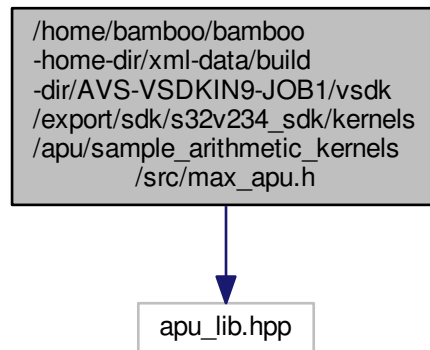 /home/bamboo/bamboo
-home-dir/xml-data/build
-dir/AVS-VSDKIN9-JOB1/vsdk
/export/sdk/s32v234_sdk/kernels
/apu/sample_arithmetic_kernels
/src/max_apu.h
apu_lib.hpp